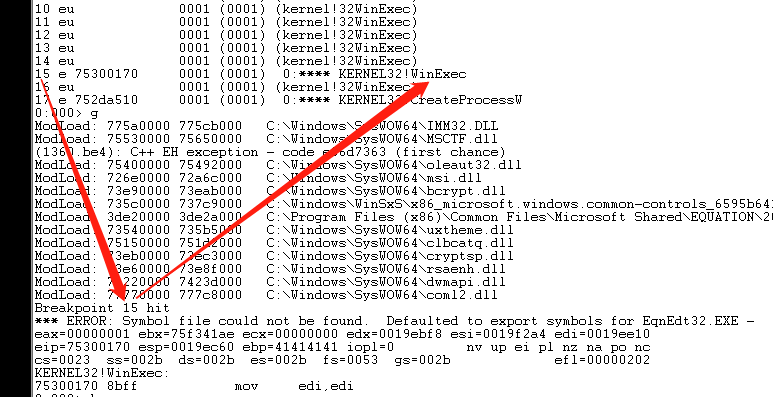 10 eu 0001 (0001) (kernel!32WinExec)
11 eu 0001 (0001) (kernel!32WinExec)
12 eu 0001 (0001) (kernel!32WinExec)
13 eu 0001 (0001) (kernel!32WinExec)
14 eu 0001 (0001) (kernel!32WinExec)
15 e 75300170 0001 (0001) 0:**** KERNEL32!WinExec
16 eu 0001 (0001) (kernel!32WinExec)
17 e 752da510 0001 (0001) 0:**** KERNEL32!CreateProcessW
0:000> g
ModLoad: 775a0000 775cb000 C:\Windows\SysWOW64\IMM32.DLL
ModLoad: 75530000 75650000 C:\Windows\SysWOW64\MSCTF.dll
(1360.be4): C++ EH exception - code e06d7363 (first chance)
ModLoad: 75400000 75492000 C:\Windows\SysWOW64\oleaut32.dll
ModLoad: 726e0000 72a6c000 C:\Windows\SysWOW64\msi.dll
ModLoad: 73e90000 73eab000 C:\Windows\SysWOW64\bcrypt.dll
ModLoad: 735c0000 737c9000 C:\Windows\WinSxS\x86_microsoft.windows.common-controls_6595b641
ModLoad: 3de20000 3de2a000 C:\Program Files (x86)\Common Files\Microsoft Shared\EQUATION\20
ModLoad: 73540000 735b5000 C:\Windows\SysWOW64\uxtheme.dll
ModLoad: 75150000 751d2000 C:\Windows\SysWOW64\clbcatq.dll
ModLoad: 73eb0000 73ec3000 C:\Windows\SysWOW64\cryptsp.dll
ModLoad: 73e60000 73e8f000 C:\Windows\SysWOW64\rsaenh.dll
ModLoad: 7423d000 C:\Windows\SysWOW64\dwmapi.dll
ModLoad: 777c8000 C:\Windows\SysWOW64\coml2.dll
Breakpoint 15 hit
*** ERROR: Symbol file could not be found. Defaulted to export symbols for EqnEdt32.EXE -
eax=00000001 ebx=75f341ae ecx=00000000 edx=0019ebf8 esi=0019f2a4 edi=0019ee10
eip=75300170 esp=0019ec60 ebp=41414141 iopl=0 nv up ei pl nz na po nc
cs=0023 ss=002b ds=002b es=002b fs=0053 gs=002b efl=00000202
KERNEL32!WinExec:
75300170 8bff mov edi,edi